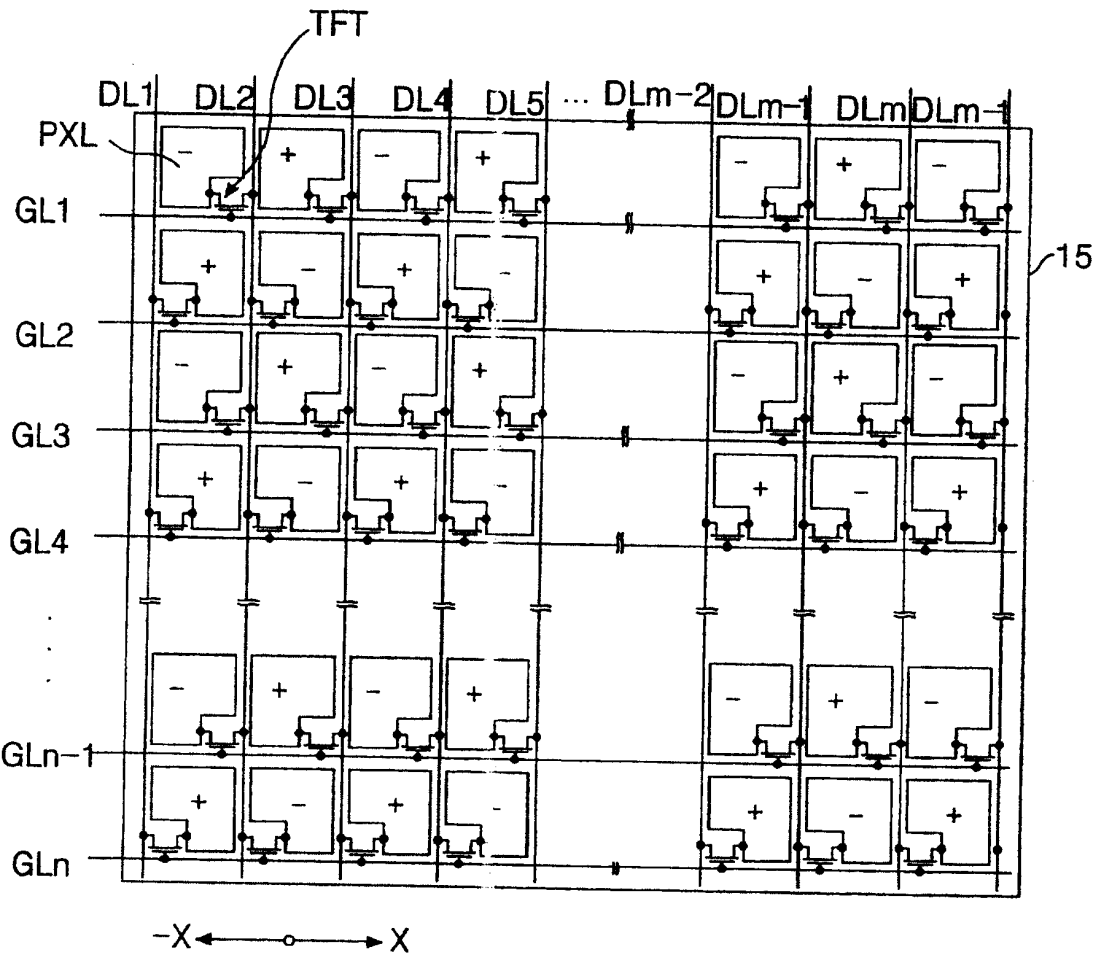 TFT
DL1 DL2 DL3 DL4 DL5 ... DLm-2 DLm-1 DLm DLm-1
PXL
- + - + - + -
GL1
+ - + - + - +
15
GL2
- + - + - + -
GL3
+ - + - + - +
GL4
- + - + - + -
GLn-1
+ - + - + - +
GLn
-X X